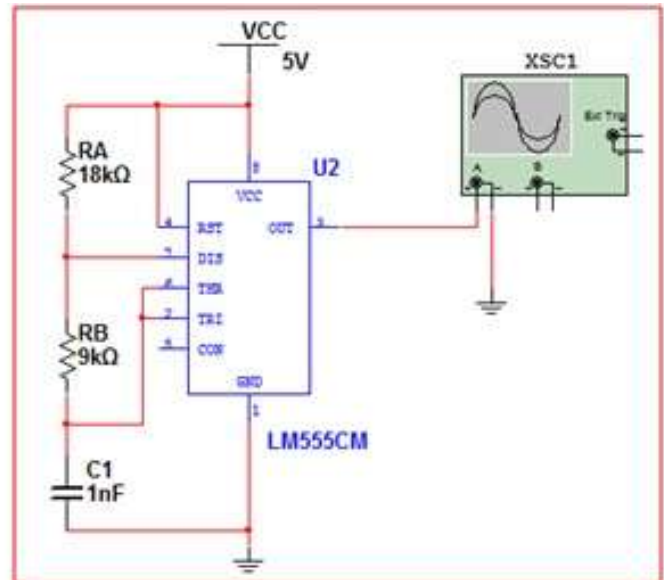 VCC
5V
XSC1
Ext Trig
A
B
RA
18kΩ
U2
8
VCC
4
RST
OUT
3
7
DIS
6
THR
2
TRI
5
CON
RB
9kΩ
GND
1
LM555CM
C1
1nF